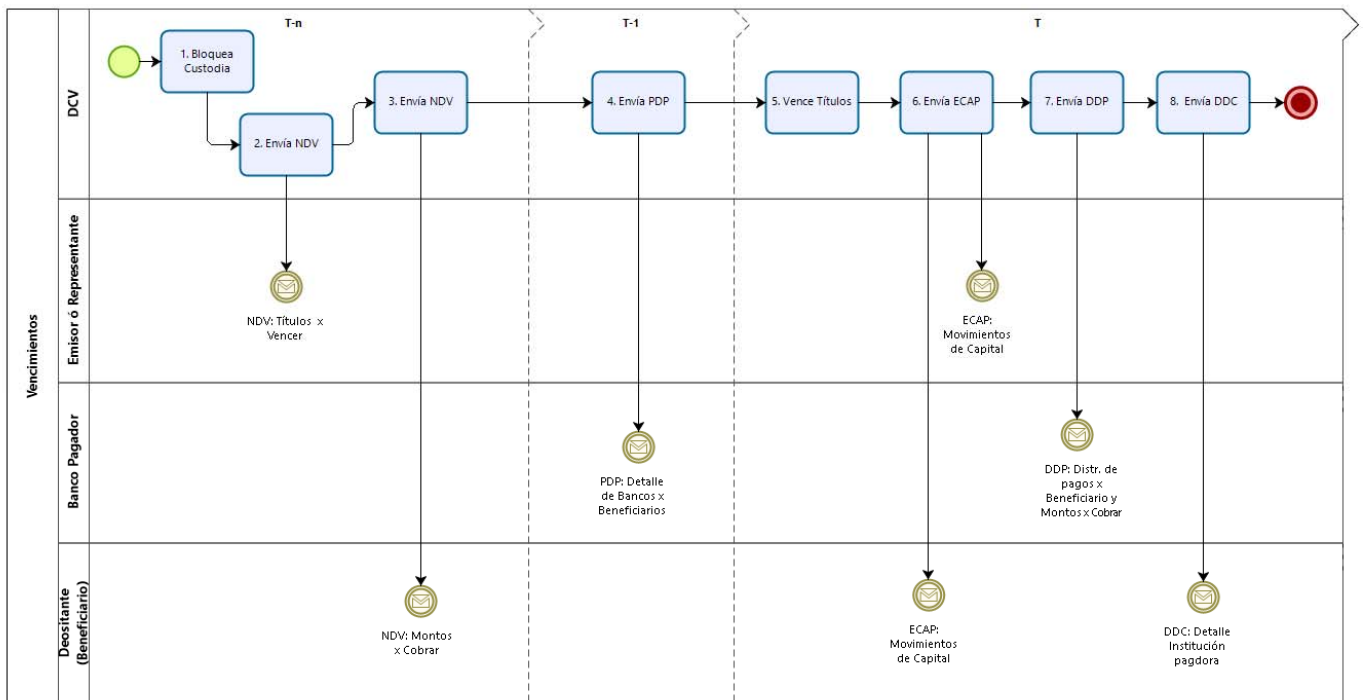 T-n
T-1
T
Vencimientos
DCV
1. Bloquea
Custodia
2. Envía NDV
3. Envía NDV
4. Envía PDP
5. Vence Títulos
6. Envía ECAP
7. Envía DDP
8. Envía DDC
Emisor ó Representante
NDV: Títulos x
Vencer
ECAP:
Movimientos
de Capital
Banco Pagador
PDP: Detalle
de Bancos x
Beneficiarios
DDP: Distr. de
pagos x
Beneficiario y
Montos x Cobrar
Deositante
(Beneficiario)
NDV: Montos
x Cobrar
ECAP:
Movimientos
de Capital
DDC: Detalle
Institución
pagdora